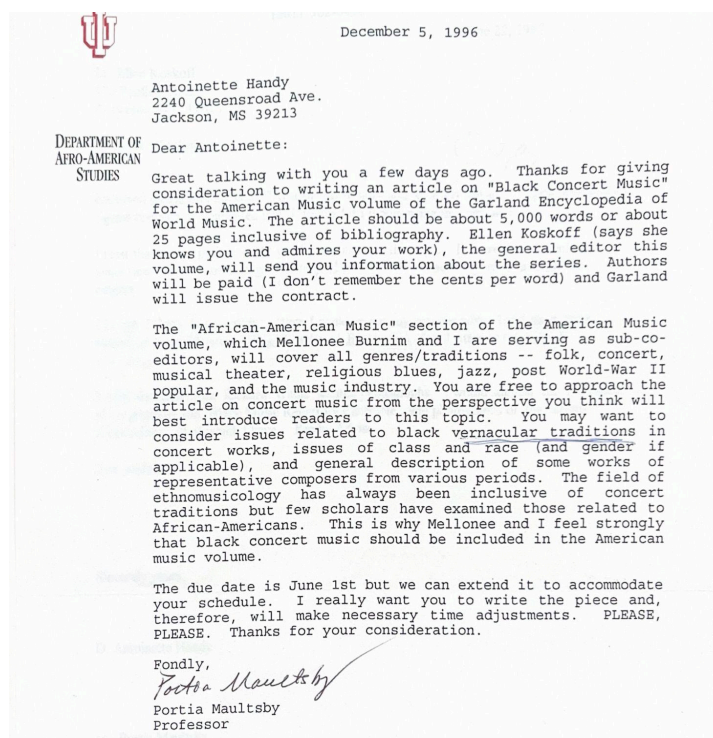 December 5, 1996
Antoinette Handy
2240 Queensroad Ave.
Jackson, MS 39213
DEPARTMENT OF
AFRO-AMERICAN
STUDIES
Dear Antoinette:
Great talking with you a few days ago. Thanks for giving
consideration to writing an article on "Black Concert Music"
for the American Music volume of the Garland Encyclopedia of
World Music. The article should be about 5,000 words or about
25 pages inclusive of bibliography. Ellen Koskoff (says she
knows you and admires your work), the general editor this
volume, will send you information about the series. Authors
will be paid (I don't remember the cents per word) and Garland
will issue the contract.
The "African-American Music" section of the American Music
volume, which Mellonee Burnim and I are serving as sub-co-
editors, will cover all genres/traditions -- folk, concert,
musical theater, religious blues, jazz, post World-War II
popular, and the music industry. You are free to approach the
article on concert music from the perspective you think will
best introduce readers to this topic. You may want to
consider issues related to black vernacular traditions in
concert works, issues of class and race (and gender if
applicable), and general description of some works of
representative composers from various periods. The field of
ethnomusicology has always been inclusive of concert
traditions but few scholars have examined those related to
African-Americans. This is why Mellonee and I feel strongly
that black concert music should be included in the American
music volume.
The due date is June 1st but we can extend it to accommodate
your schedule. I really want you to write the piece and,
therefore, will make necessary time adjustments. PLEASE,
PLEASE. Thanks for your consideration.
Fondly,
Portia Maultsby
Portia Maultsby
Professor